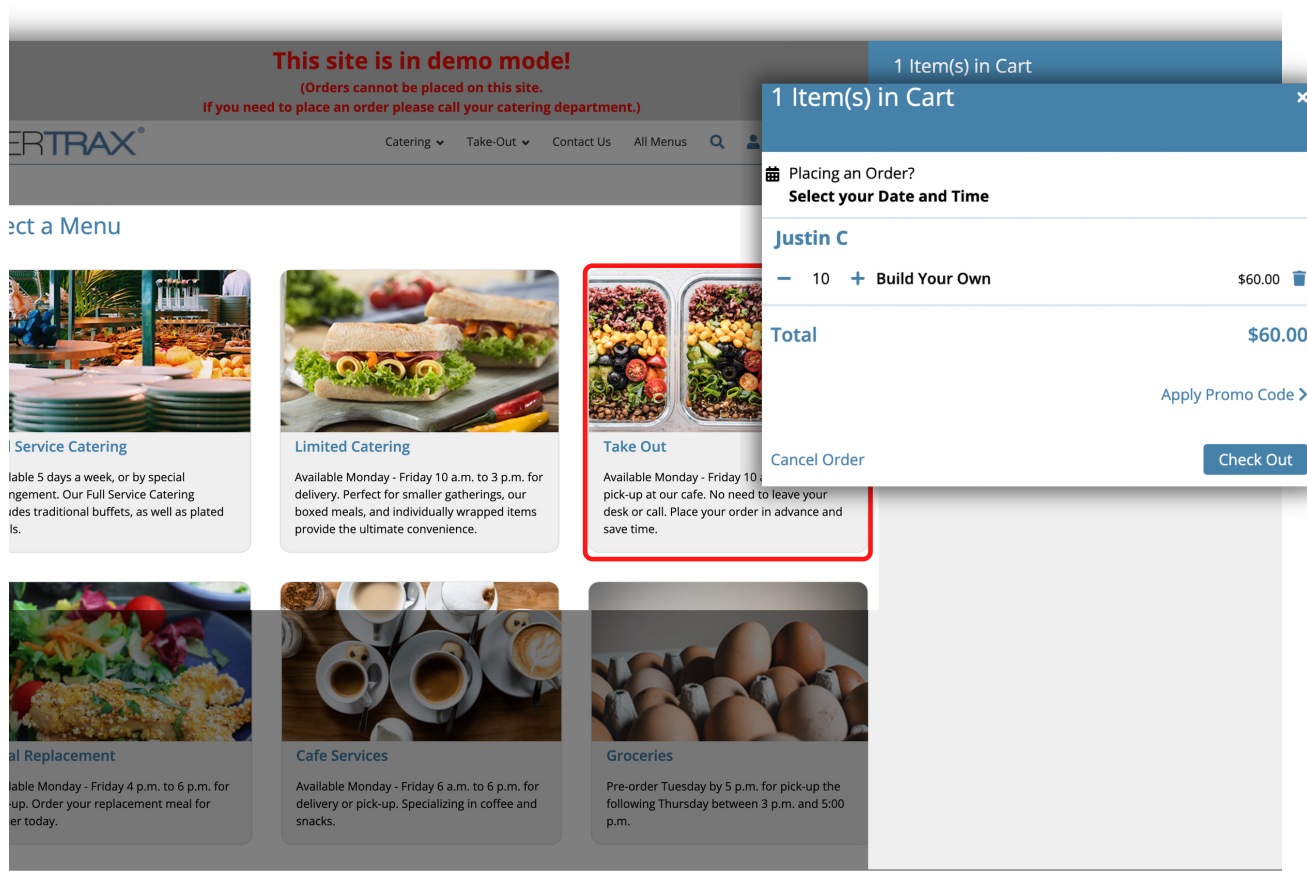 This site is in demo mode!
(Orders cannot be placed on this site.
If you need to place an order please call your catering department.)
1 Item(s) in Cart
ERTRAX®
Catering
Take-Out
Contact Us
All Menus
ect a Menu
Service Catering
lable 5 days a week, or by special
ngement. Our Full Service Catering
udes traditional buffets, as well as plated
ls.
Limited Catering
Available Monday - Friday 10 a.m. to 3 p.m. for
delivery. Perfect for smaller gatherings, our
boxed meals, and individually wrapped items
provide the ultimate convenience.
Take Out
Available Monday - Friday 10
pick-up at our cafe. No need to leave your
desk or call. Place your order in advance and
save time.
1 Item(s) in Cart
Placing an Order?
Select your Date and Time
Justin C
10 Build Your Own $60.00
Total $60.00
Apply Promo Code
Cancel Order
Check Out
al Replacement
lable Monday - Friday 4 p.m. to 6 p.m. for
-up. Order your replacement meal for
er today.
Cafe Services
Available Monday - Friday 6 a.m. to 6 p.m. for
delivery or pick-up. Specializing in coffee and
snacks.
Groceries
Pre-order Tuesday by 5 p.m. for pick-up the
following Thursday between 3 p.m. and 5:00
p.m.